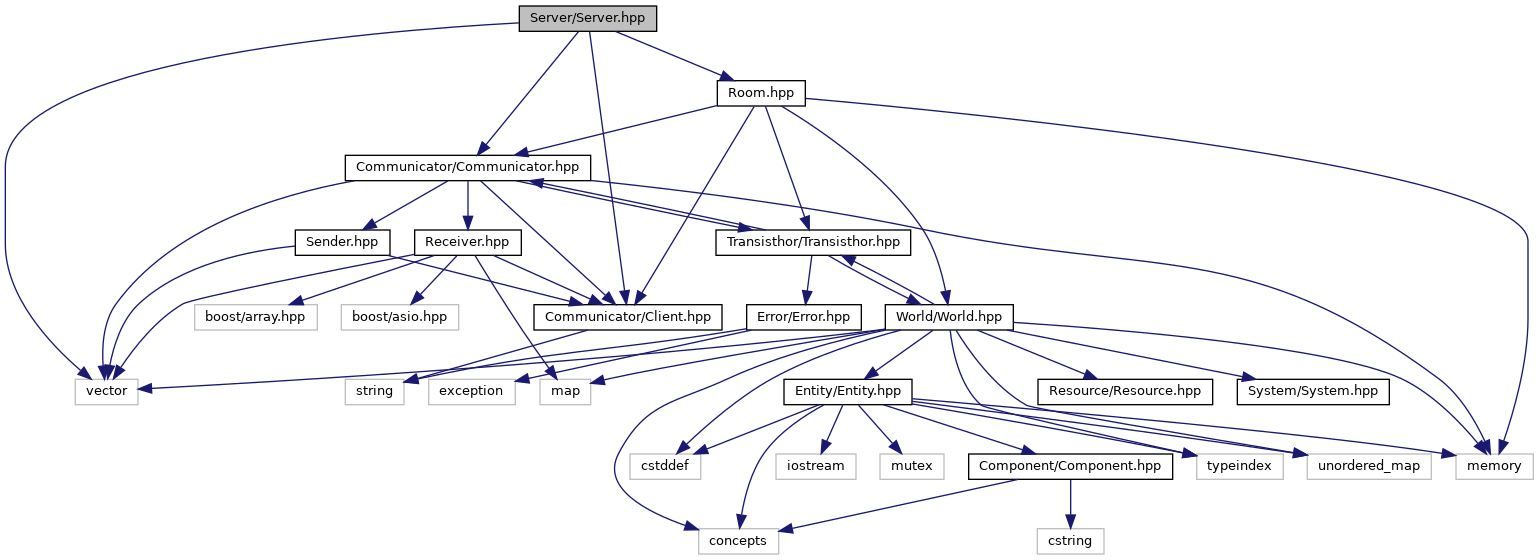 Server/Server.hpp
Room.hpp
Communicator/Communicator.hpp
Sender.hpp
Receiver.hpp
Transisthor/Transisthor.hpp
boost/array.hpp
boost/asio.hpp
Communicator/Client.hpp
Error/Error.hpp
World/World.hpp
vector
string
exception
map
Entity/Entity.hpp
Resource/Resource.hpp
System/System.hpp
cstddef
iostream
mutex
Component/Component.hpp
typeindex
unordered_map
memory
concepts
cstring